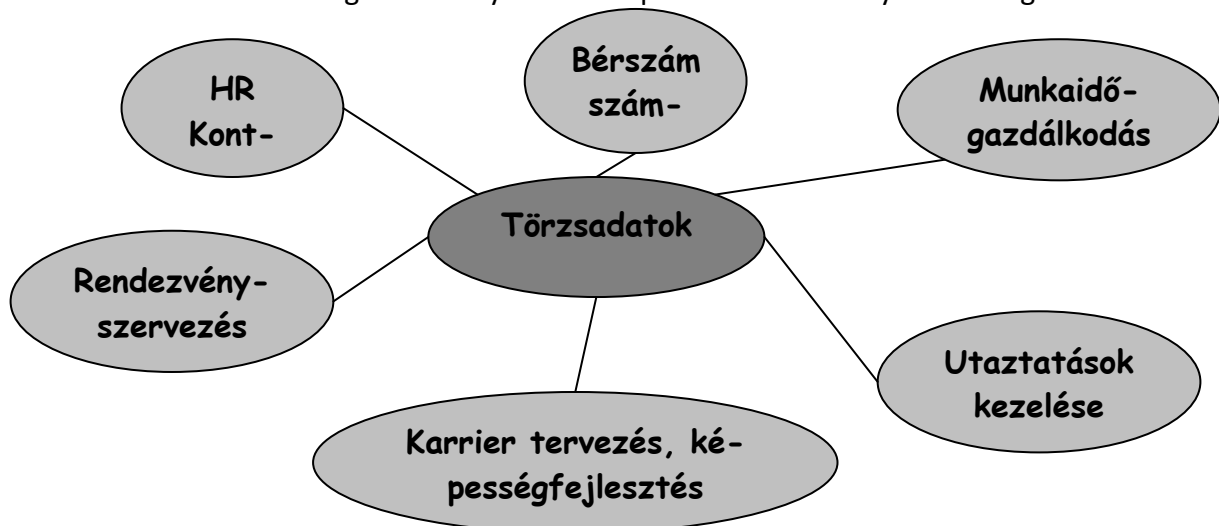 Bérszám
szám-
HR
Kont-
Munkaidő-
gazdálkodás
Törzsadatok
Rendezvény-
szervezés
Utaztatások
kezelése
Karrier tervezés, ké-
pességfejlesztés